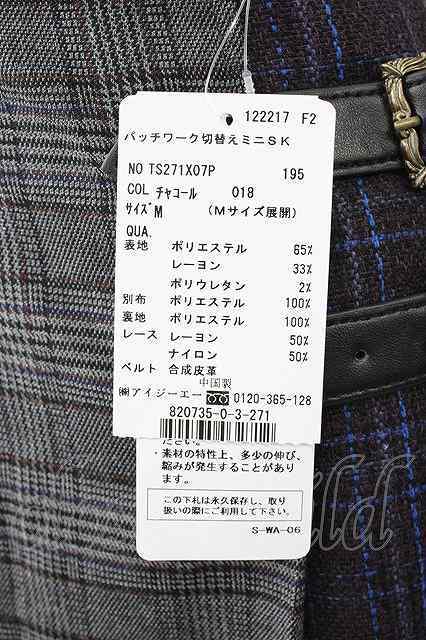 122217 F2
パッチワーク切替えミニSK
NO TS271X07P 195
COL チャコール 018
サイズ M (Mサイズ展開)
QUA.
表地 ポリエステル 65%
レーヨン 33%
ポリウレタン 2%
別布 ポリエステル 100%
裏地 ポリエステル 100%
レース レーヨン 50%
ナイロン 50%
ベルト 合成皮革
中国製
㈱アイジーエー 0120-365-128
820735-0-3-271
ださい。
・素材の特性上、多少の伸び、
縮みが発生することがあり
ます。
この下札は永久保存し、取り
扱いの際にご利用して下さい。
S-WA-06